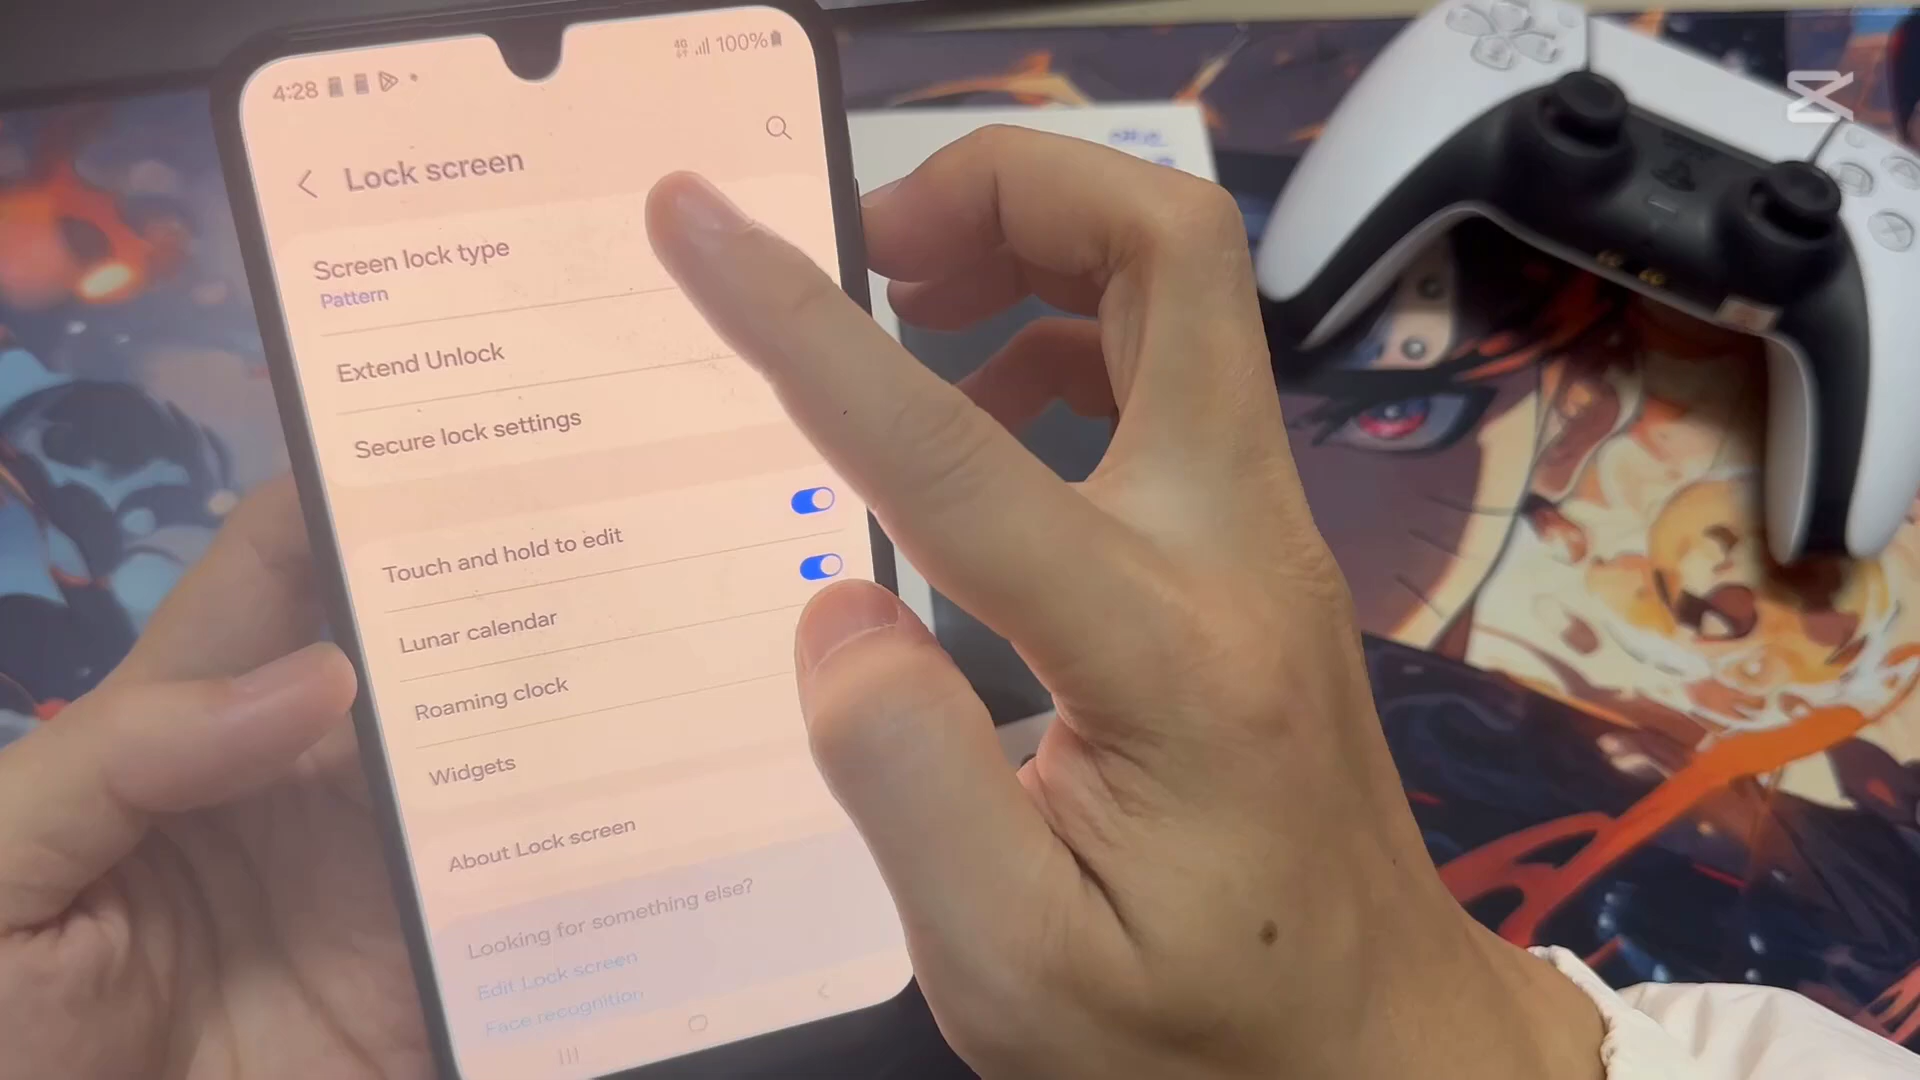 4:28
4G 100%
Lock screen
Screen lock type
Pattern
Extend Unlock
Secure lock settings
Touch and hold to edit
Lunar calendar
Roaming clock
Widgets
About Lock screen
Looking for something else?
Edit Lock screen
Face recognition